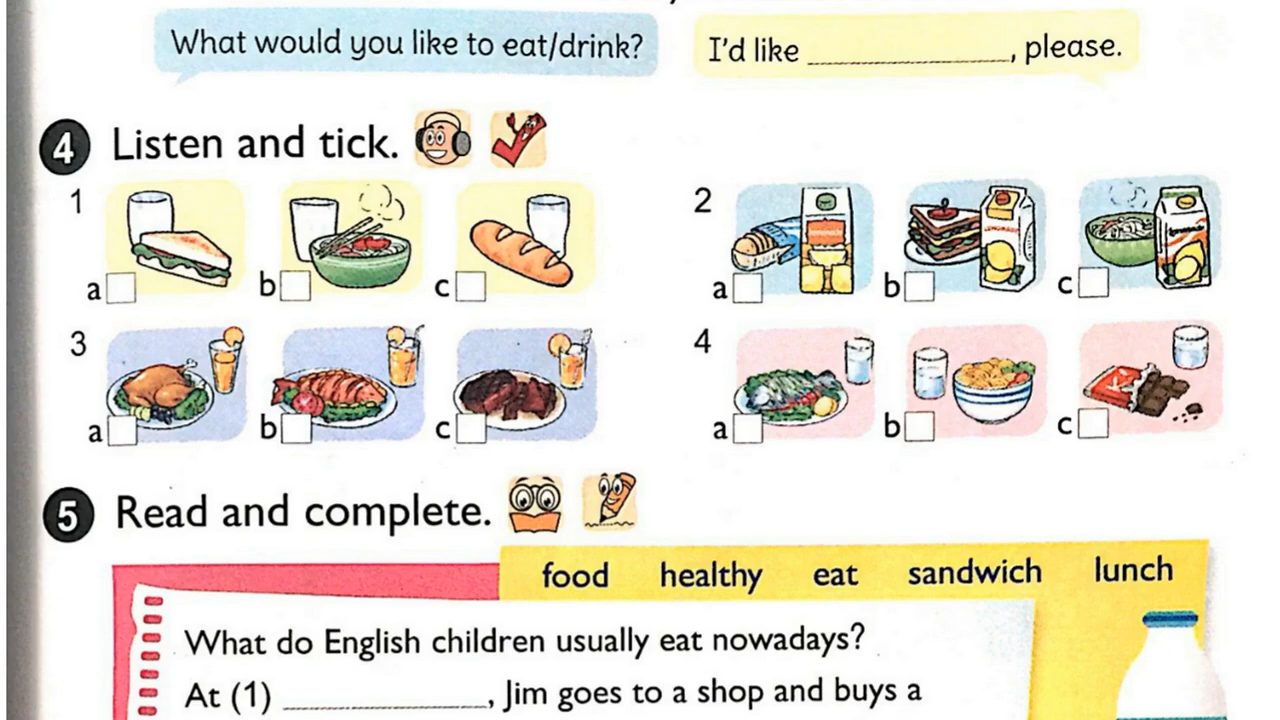 What would you like to eat/drink?
I'd like ____________, please.
4 Listen and tick.
1
a
b
c
2
a
b
c
3
a
b
c
4
a
b
c
5 Read and complete.
food healthy eat sandwich lunch
What do English children usually eat nowadays?
At (1) ____________, Jim goes to a shop and buys a